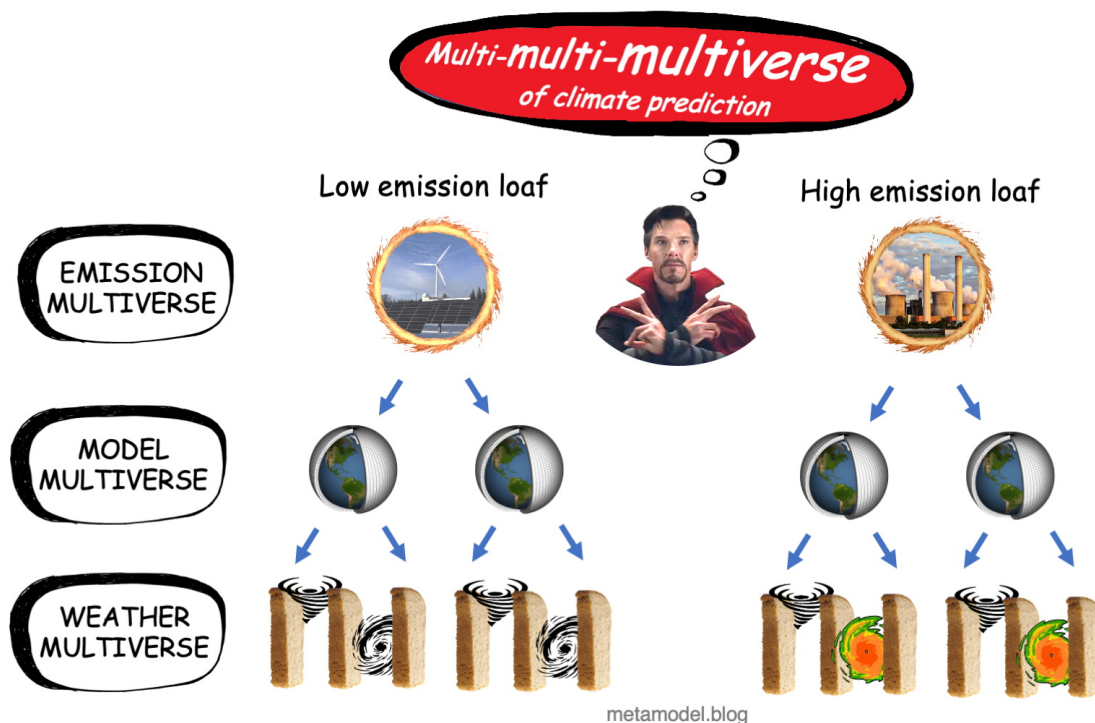 Multi-multi-multiverse
of climate prediction
Low emission loaf
High emission loaf
EMISSION
MULTIVERSE
MODEL
MULTIVERSE
WEATHER
MULTIVERSE
metamodel.blog